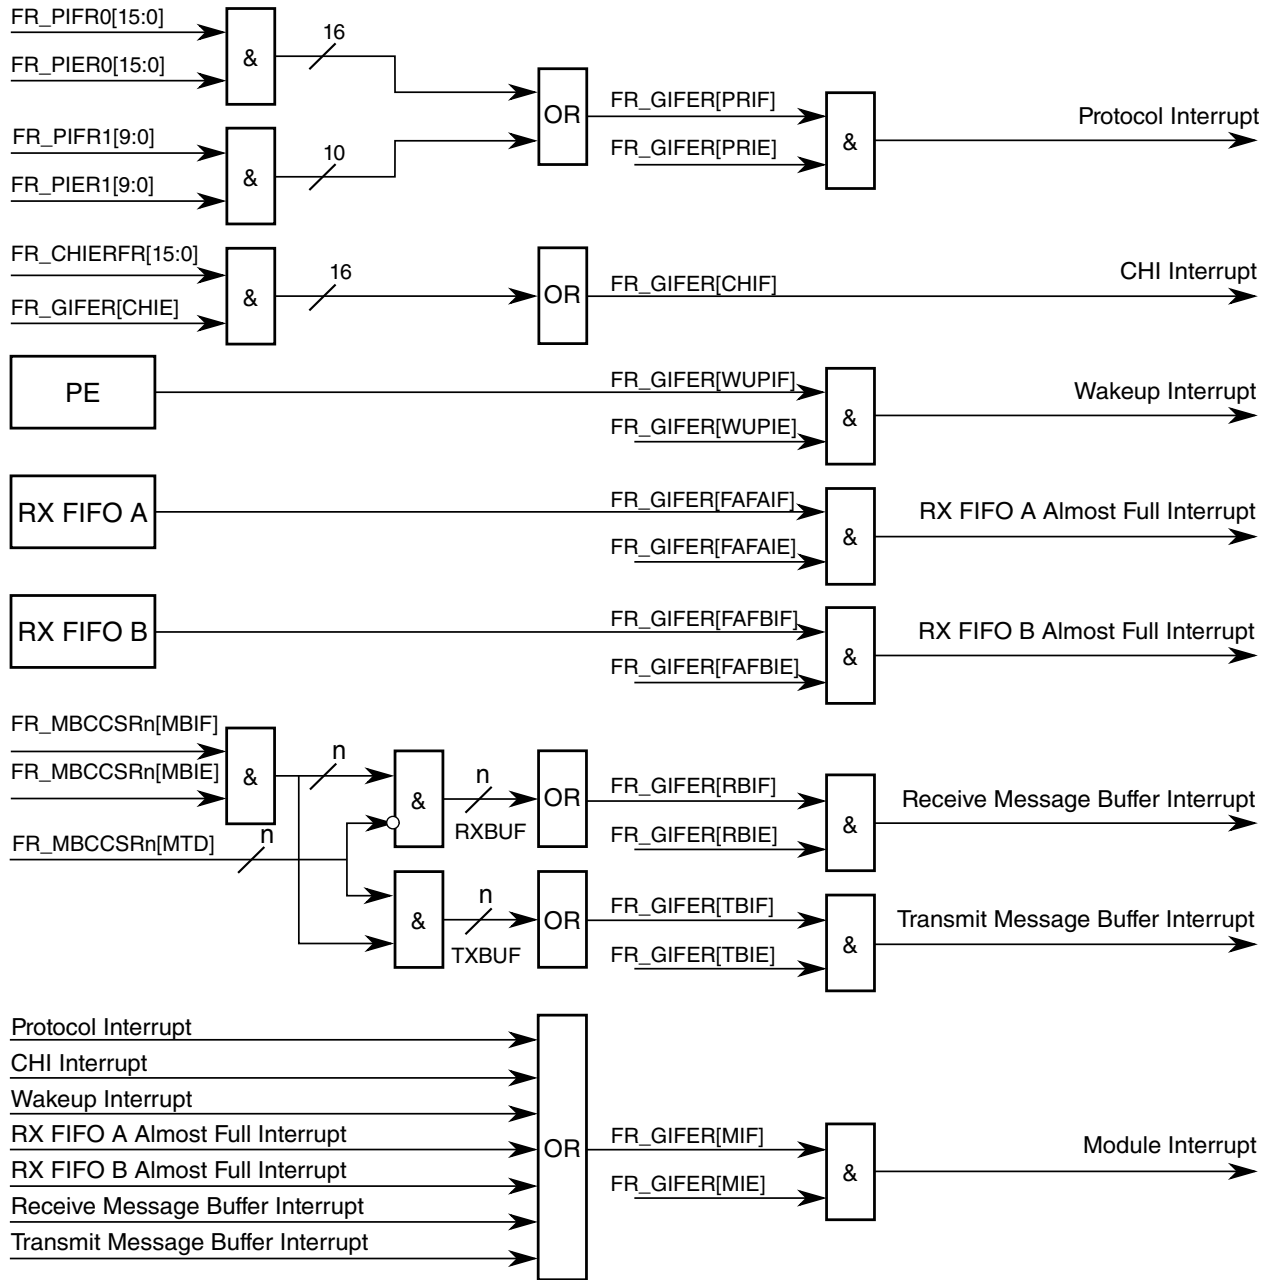 FR_PIFR0[15:0]
FR_PIER0[15:0]
&
16
FR_PIFR1[9:0]
FR_PIER1[9:0]
&
10
OR
FR_GIFER[PRIF]
FR_GIFER[PRIE]
&
Protocol Interrupt
FR_CHIERFR[15:0]
FR_GIFER[CHIE]
&
16
OR
FR_GIFER[CHIF]
CHI Interrupt
PE
FR_GIFER[WUPIF]
FR_GIFER[WUPIE]
&
Wakeup Interrupt
RX FIFO A
FR_GIFER[FAFAIF]
FR_GIFER[FAFAIE]
&
RX FIFO A Almost Full Interrupt
RX FIFO B
FR_GIFER[FAFBIF]
FR_GIFER[FAFBIE]
&
RX FIFO B Almost Full Interrupt
FR_MBCCSRn[MBIF]
FR_MBCCSRn[MBIE]
&
n
FR_MBCCSRn[MTD]
n
&
n
RXBUF
OR
FR_GIFER[RBIF]
FR_GIFER[RBIE]
&
Receive Message Buffer Interrupt
&
n
TXBUF
OR
FR_GIFER[TBIF]
FR_GIFER[TBIE]
&
Transmit Message Buffer Interrupt
Protocol Interrupt
CHI Interrupt
Wakeup Interrupt
RX FIFO A Almost Full Interrupt
RX FIFO B Almost Full Interrupt
Receive Message Buffer Interrupt
Transmit Message Buffer Interrupt
OR
FR_GIFER[MIF]
FR_GIFER[MIE]
&
Module Interrupt